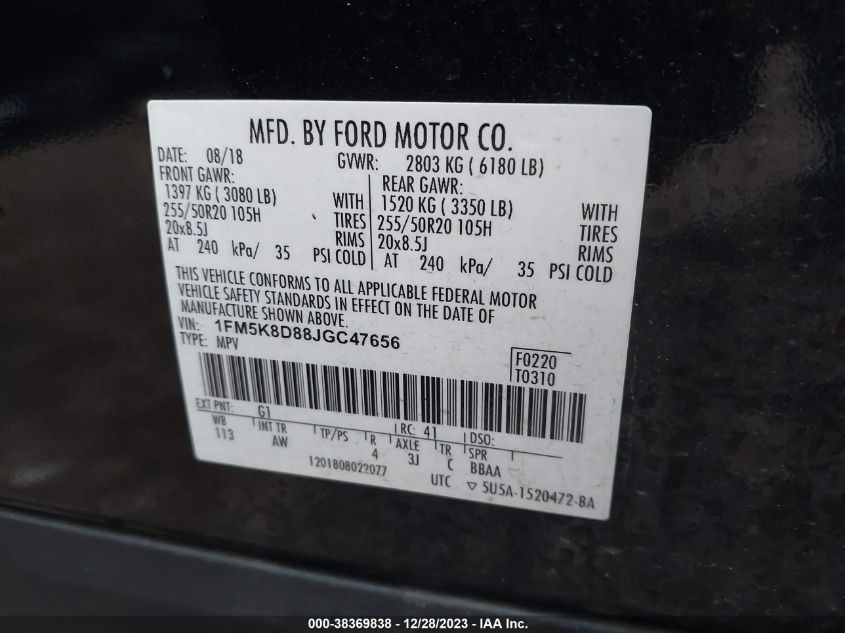 MFD. BY FORD MOTOR CO.
DATE: 08/18 GVWR: 2803 KG ( 6180 LB)
FRONT GAWR: REAR GAWR:
1397 KG ( 3080 LB) WITH 1520 KG ( 3350 LB) WITH
255/50R20 105H TIRES 255/50R20 105H TIRES
20x8.5J RIMS 20x8.5J RIMS
AT 240 kPa/ 35 PSI COLD AT 240 kPa/ 35 PSI COLD
THIS VEHICLE CONFORMS TO ALL APPLICABLE FEDERAL MOTOR
VEHICLE SAFETY STANDARDS IN EFFECT ON THE DATE OF
MANUFACTURE SHOWN ABOVE.
VIN: 1FM5K8D88JGC47656
TYPE: MPV F0220
T0310
EXT PNT: G1 RC: 41 DSO:
WB INT TR TP/PS R AXLE TR SPR
113 AW 4 3J C BBAA
1201808022077 UTC ▽ 5U5A-1520472-BA
000-38369838 - 12/28/2023 - IAA Inc.